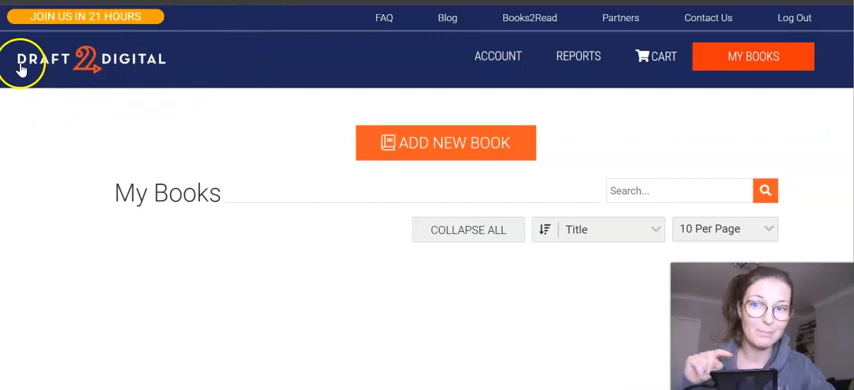 JOIN US IN 21 HOURS
FAQ Blog Books2Read Partners Contact Us Log Out
DRAFT2DIGITAL ACCOUNT REPORTS CART MY BOOKS
ADD NEW BOOK
My Books Search...
COLLAPSE ALL Title 10 Per Page